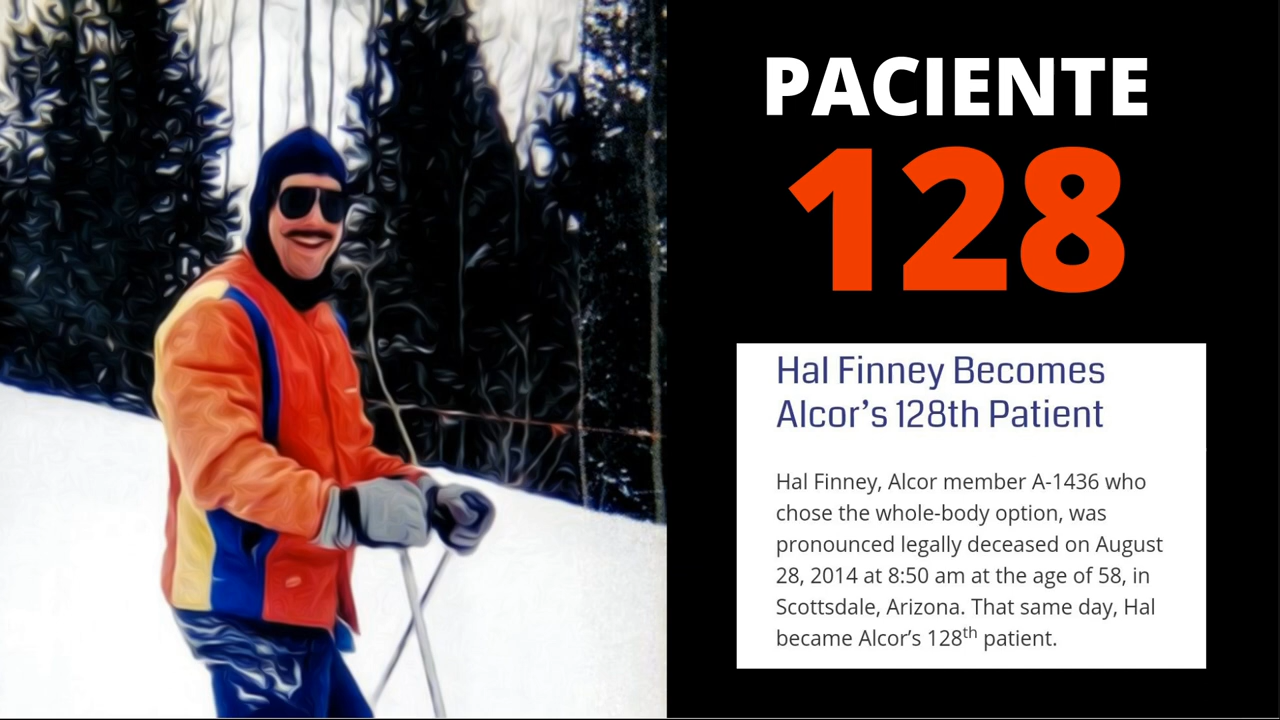 PACIENTE
128
Hal Finney Becomes
Alcor’s 128th Patient
Hal Finney, Alcor member A-1436 who
chose the whole-body option, was
pronounced legally deceased on August
28, 2014 at 8:50 am at the age of 58, in
Scottsdale, Arizona. That same day, Hal
became Alcor’s 128th patient.